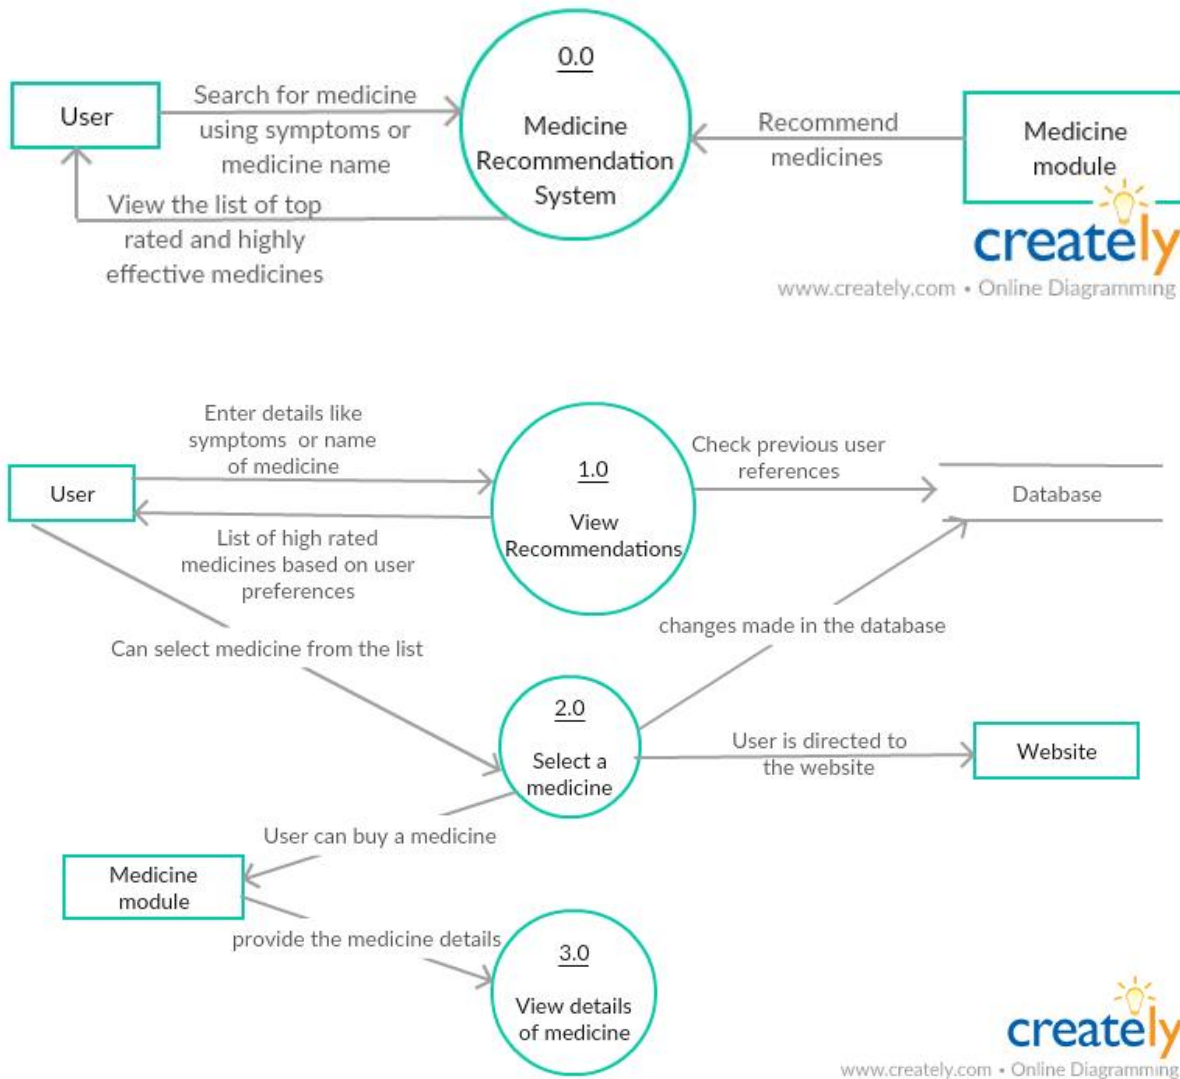 0.0
Medicine
Recommendation
System
User
Search for medicine
using symptoms or
medicine name
View the list of top
rated and highly
effective medicines
Recommend
medicines
Medicine
module
creately
www.creately.com • Online Diagramming
Enter details like
symptoms or name
of medicine
User
List of high rated
medicines based on user
preferences
1.0
View
Recommendations
Check previous user
references
Database
Can select medicine from the list
changes made in the database
2.0
Select a
medicine
User is directed to
the website
Website
User can buy a medicine
Medicine
module
provide the medicine details
3.0
View details
of medicine
creately
www.creately.com • Online Diagramming